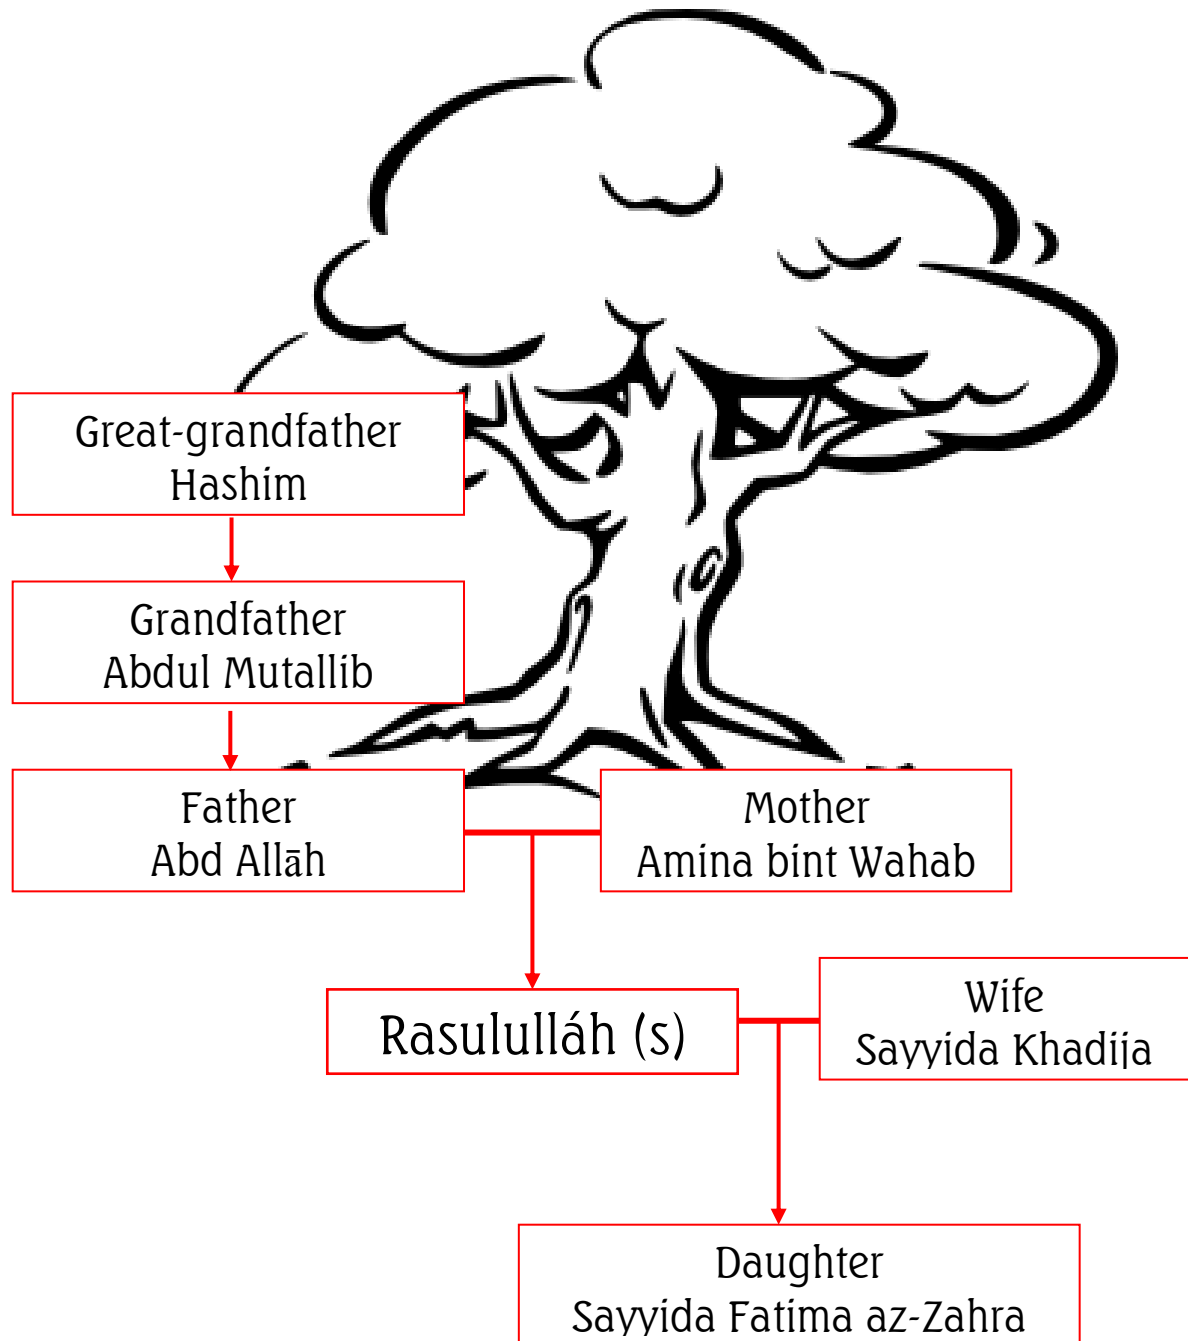 Great-grandfather
Hashim
Grandfather
Abdul Mutallib
Father
Abd Allāh
Mother
Amina bint Wahab
Rasululláh (s)
Wife
Sayyida Khadija
Daughter
Sayyida Fatima az-Zahra